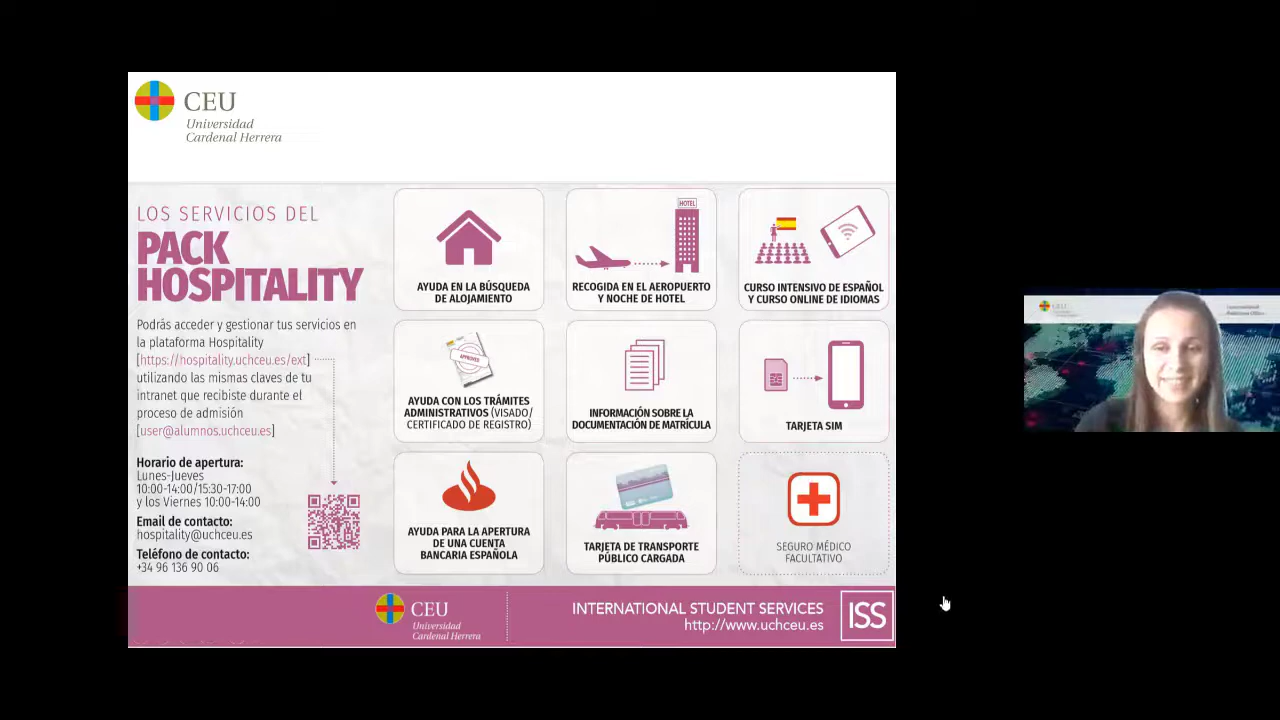 CEU
Universidad
Cardenal Herrera
LOS SERVICIOS DEL
PACK
HOSPITALITY
Podrás acceder y gestionar tus servicios en
la plataforma Hospitality
[https://hospitality.uchceu.es/ext]
utilizando las mismas claves de tu
intranet que recibiste durante el
proceso de admisión
[user@alumnos.uchceu.es]
Horario de apertura:
Lunes-Jueves
10:00-14:00/15:30-17:00
y los Viernes 10:00-14:00
Email de contacto:
hospitality@uchceu.es
Teléfono de contacto:
+34 96 136 90 06
AYUDA EN LA BÚSQUEDA
DE ALOJAMIENTO
HOTEL
RECOGIDA EN EL AEROPUERTO
Y NOCHE DE HOTEL
CURSO INTENSIVO DE ESPAÑOL
Y CURSO ONLINE DE IDIOMAS
APPROVED
AYUDA CON LOS TRÁMITES
ADMINISTRATIVOS (VISADO/
CERTIFICADO DE REGISTRO)
INFORMACIÓN SOBRE LA
DOCUMENTACIÓN DE MATRÍCULA
TARJETA SIM
AYUDA PARA LA APERTURA
DE UNA CUENTA
BANCARIA ESPAÑOLA
TARJETA DE TRANSPORTE
PÚBLICO CARGADA
SEGURO MÉDICO
FACULTATIVO
CEU
Universidad
Cardenal Herrera
INTERNATIONAL STUDENT SERVICES
http://www.uchceu.es
ISS
CEU